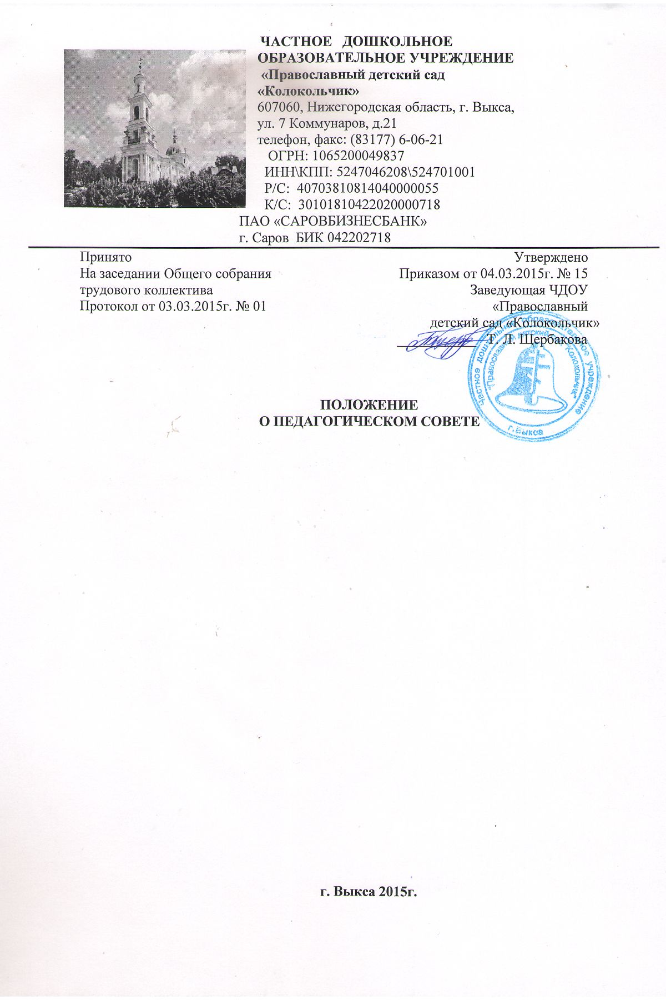 ЧАСТНОЕ ДОШКОЛЬНОЕ
ОБРАЗОВАТЕЛЬНОЕ УЧРЕЖДЕНИЕ
«Православный детский сад
«Колокольчик»
607060, Нижегородская область, г. Выкса,
ул. 7 Коммунаров, д.21
телефон, факс: (83177) 6-06-21
ОГРН: 1065200049837
ИНН\КПП: 5247046208\524701001
Р/С: 40703810814040000055
К/С: 30101810422020000718
ПАО «САРОВБИЗНЕСБАНК»
г. Саров БИК 042202718
Принято
На заседании Общего собрания
трудового коллектива
Протокол от 03.03.2015г. № 01
Утверждено
Приказом от 04.03.2015г. № 15
Заведующая ЧДОУ
«Православный
детский сад «Колокольчик»
Т. Л. Щербакова
Частное дошкольное образовательное учреждение
"Православный детский сад "Колокольчик"
г.Выкса
ПОЛОЖЕНИЕ
О ПЕДАГОГИЧЕСКОМ СОВЕТЕ
г. Выкса 2015г.